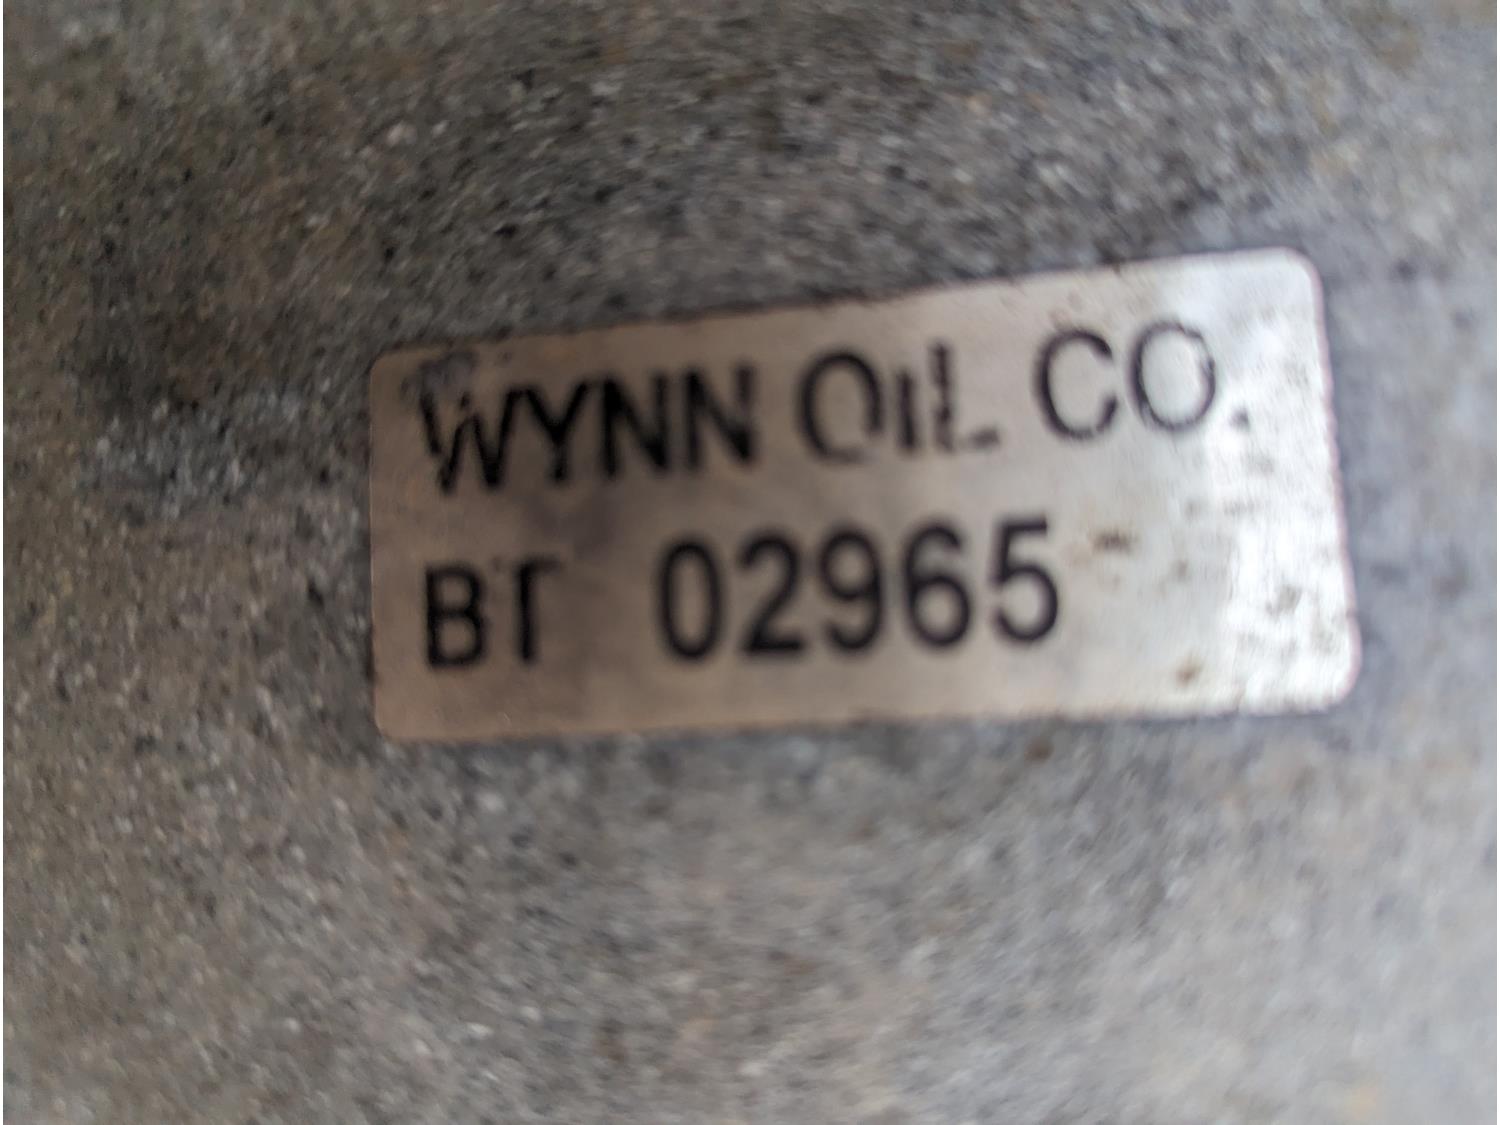 WYNN OIL CO.
BT 02965